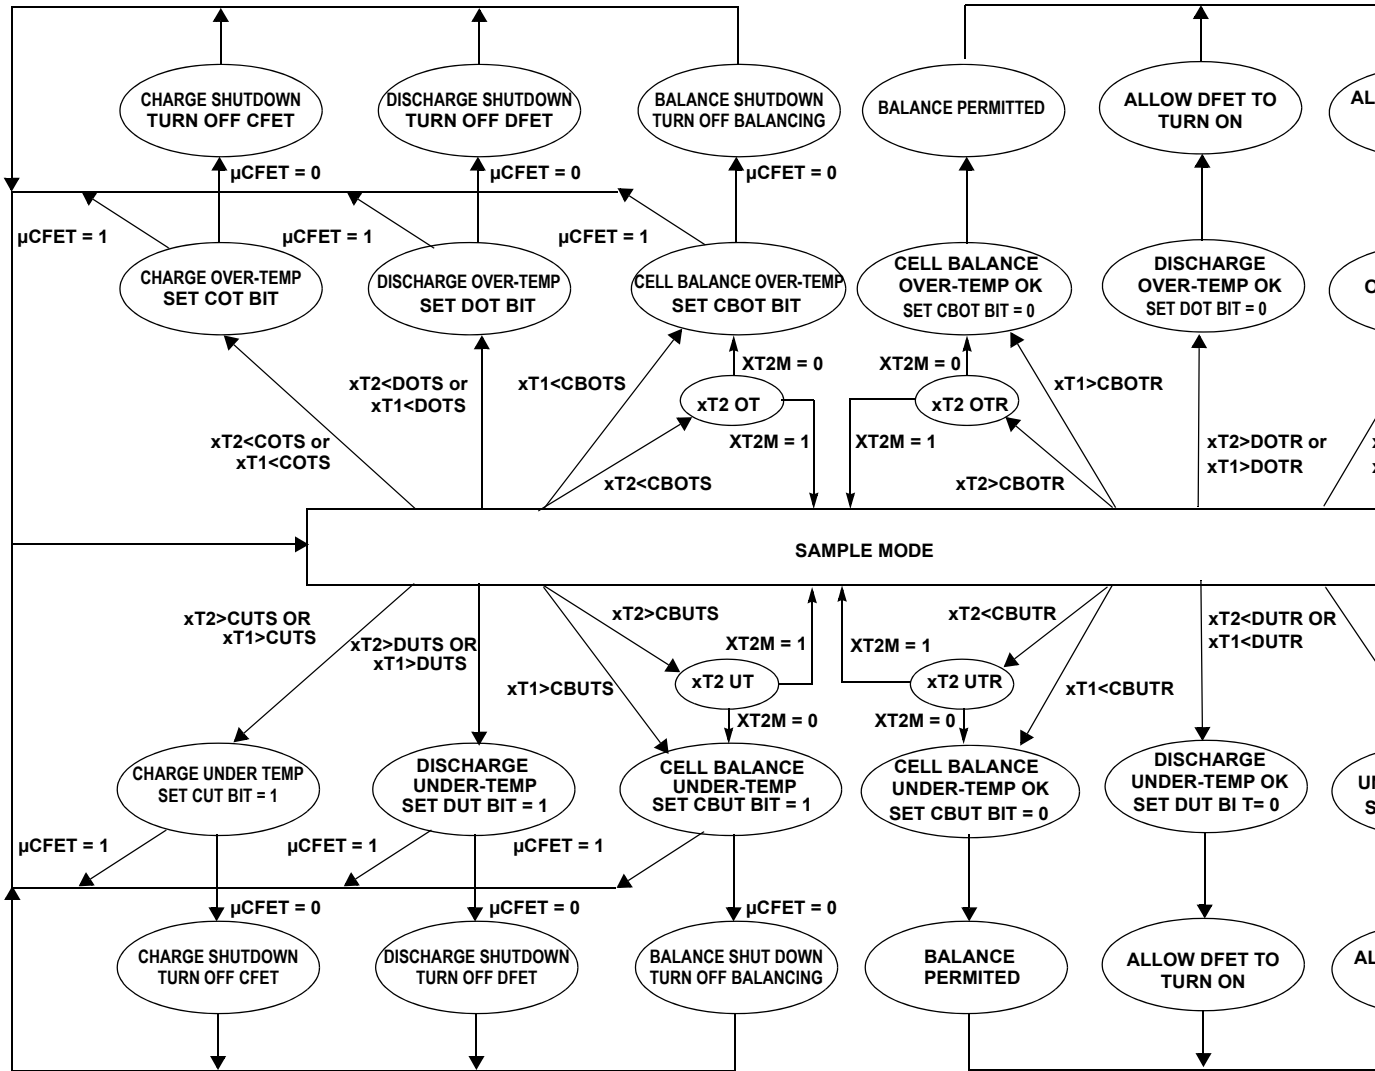 CHARGE SHUTDOWN
TURN OFF CFET
DISCHARGE SHUTDOWN
TURN OFF DFET
BALANCE SHUTDOWN
TURN OFF BALANCING
BALANCE PERMITTED
ALLOW DFET TO
TURN ON
AL
µCFET = 0
µCFET = 0
µCFET = 0
µCFET = 1
µCFET = 1
µCFET = 1
CHARGE OVER-TEMP
SET COT BIT
DISCHARGE OVER-TEMP
SET DOT BIT
CELL BALANCE OVER-TEMP
SET CBOT BIT
CELL BALANCE
OVER-TEMP OK
SET CBOT BIT = 0
DISCHARGE
OVER-TEMP OK
SET DOT BIT = 0
O
xT2<DOTS or
xT1<DOTS
xT1<CBOTS
XT2M = 0
xT2 OT
XT2M = 1
XT2M = 0
xT2 OTR
XT2M = 1
xT1>CBOTR
xT2<COTS or
xT1<COTS
xT2<CBOTS
xT2>CBOTR
xT2>DOTR or
xT1>DOTR
SAMPLE MODE
xT2>CUTS OR
xT1>CUTS
xT2>DUTS OR
xT1>DUTS
xT2>CBUTS
XT2M = 1
xT2 UT
xT1>CBUTS
XT2M = 0
xT2<CBUTR
XT2M = 1
xT2 UTR
XT2M = 0
xT1<CBUTR
xT2<DUTR OR
xT1<DUTR
CHARGE UNDER TEMP
SET CUT BIT = 1
DISCHARGE
UNDER-TEMP
SET DUT BIT = 1
CELL BALANCE
UNDER-TEMP
SET CBUT BIT = 1
CELL BALANCE
UNDER-TEMP OK
SET CBUT BIT = 0
DISCHARGE
UNDER-TEMP OK
SET DUT BI T= 0
S
µCFET = 1
µCFET = 1
µCFET = 1
µCFET = 0
µCFET = 0
µCFET = 0
CHARGE SHUTDOWN
TURN OFF CFET
DISCHARGE SHUTDOWN
TURN OFF DFET
BALANCE SHUT DOWN
TURN OFF BALANCING
BALANCE
PERMITED
ALLOW DFET TO
TURN ON
AL